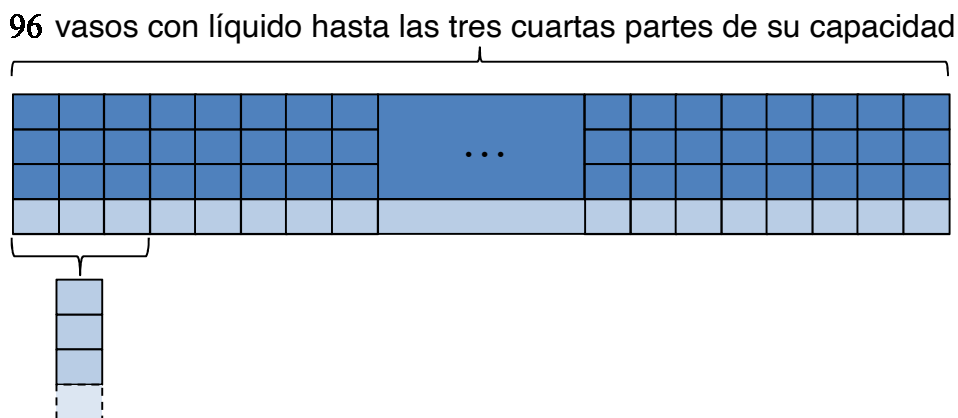 96 vasos con líquido hasta las tres cuartas partes de su capacidad
...